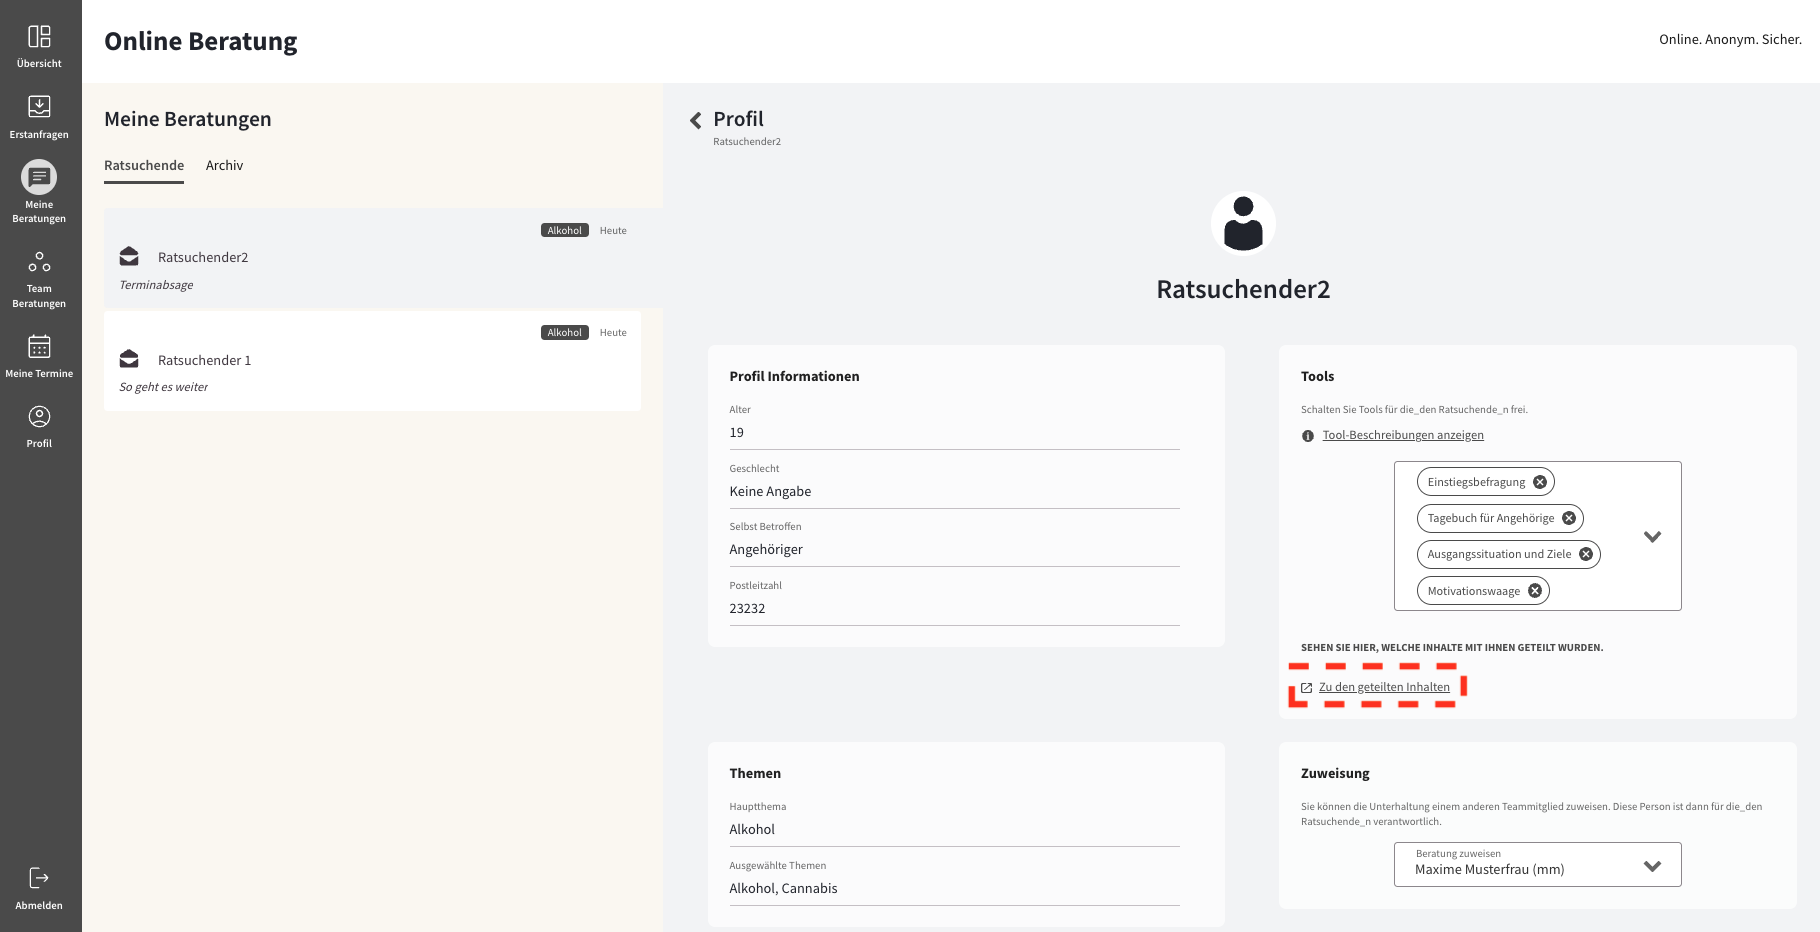 Übersicht
Erstanfragen
Meine
Beratungen
Team
Beratungen
Meine Termine
Profil
Abmelden
Online Beratung
Online. Anonym. Sicher.
Meine Beratungen
Ratsuchende Archiv
Alkohol Heute
Ratsuchender2
Terminabsage
Alkohol Heute
Ratsuchender 1
So geht es weiter
Profil
Ratsuchender2
Ratsuchender2
Profil Informationen
Alter
19
Geschlecht
Keine Angabe
Selbst Betroffen
Angehöriger
Postleitzahl
23232
Tools
Schalten Sie Tools für die_den Ratsuchende_n frei.
Tool-Beschreibungen anzeigen
Einstiegsbefragung
Tagebuch für Angehörige
Ausgangssituation und Ziele
Motivationswaage
SEHEN SIE HIER, WELCHE INHALTE MIT IHNEN GETEILT WURDEN.
Zu den geteilten Inhalten
Themen
Hauptthema
Alkohol
Ausgewählte Themen
Alkohol, Cannabis
Zuweisung
Sie können die Unterhaltung einem anderen Teammitglied zuweisen. Diese Person ist dann für die_den
Ratsuchende_n verantwortlich.
Beratung zuweisen
Maxime Musterfrau (mm)